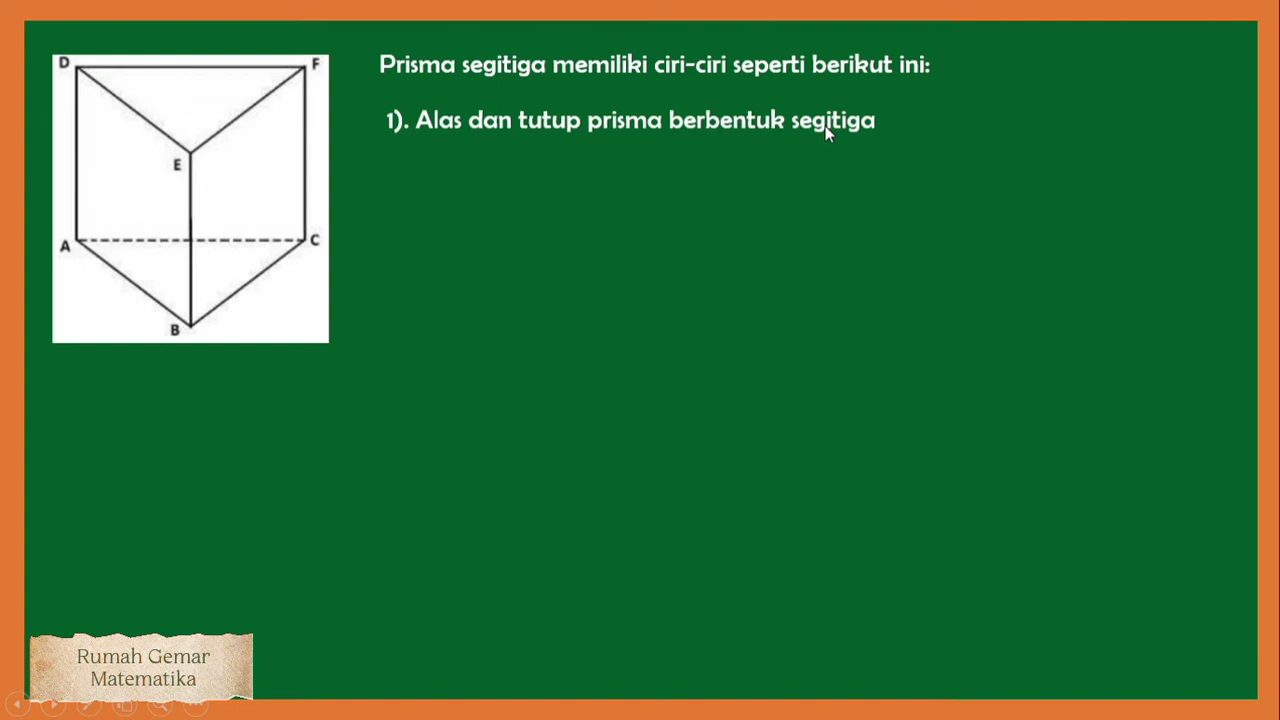 Prisma segitiga memiliki ciri-ciri seperti berikut ini:
1). Alas dan tutup prisma berbentuk segitiga
D
F
E
A
C
B
Rumah Gemar
Matematika